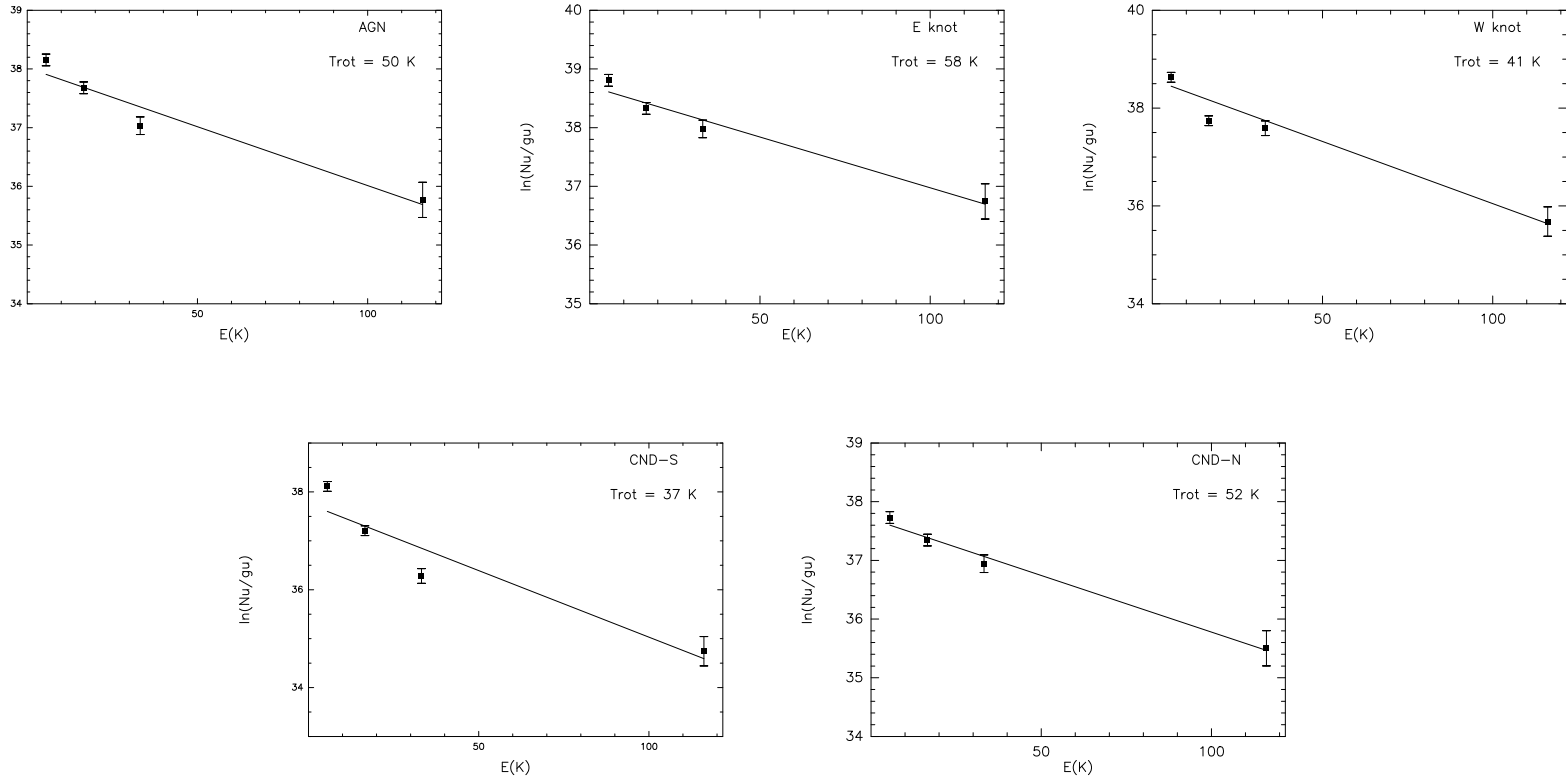 39
AGN
Trot = 50 K
38
37
36
35
34
50
100
E(K)
40
E knot
Trot = 58 K
39
38
37
36
35
ln(Nu/gu)
50
100
E(K)
40
W knot
Trot = 41 K
38
36
34
ln(Nu/gu)
50
100
E(K)
CND-S
Trot = 37 K
38
36
34
ln(Nu/gu)
50
100
E(K)
39
CND-N
Trot = 52 K
38
37
36
35
34
ln(Nu/gu)
50
100
E(K)